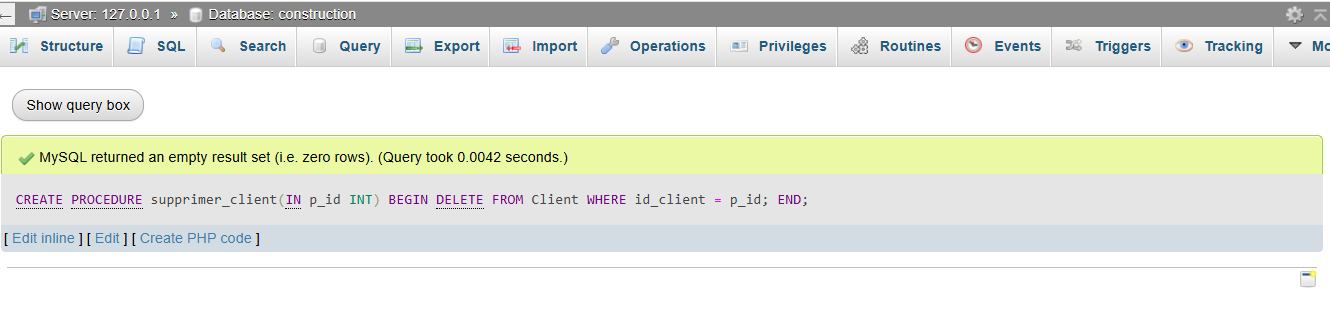 Server: 127.0.0.1 » Database: construction
Structure SQL Search Query Export Import Operations Privileges Routines Events Triggers Tracking
Show query box
MySQL returned an empty result set (i.e. zero rows). (Query took 0.0042 seconds.)
CREATE PROCEDURE supprimer_client(IN p_id INT) BEGIN DELETE FROM Client WHERE id_client = p_id; END;
[ Edit inline ] [ Edit ] [ Create PHP code ]